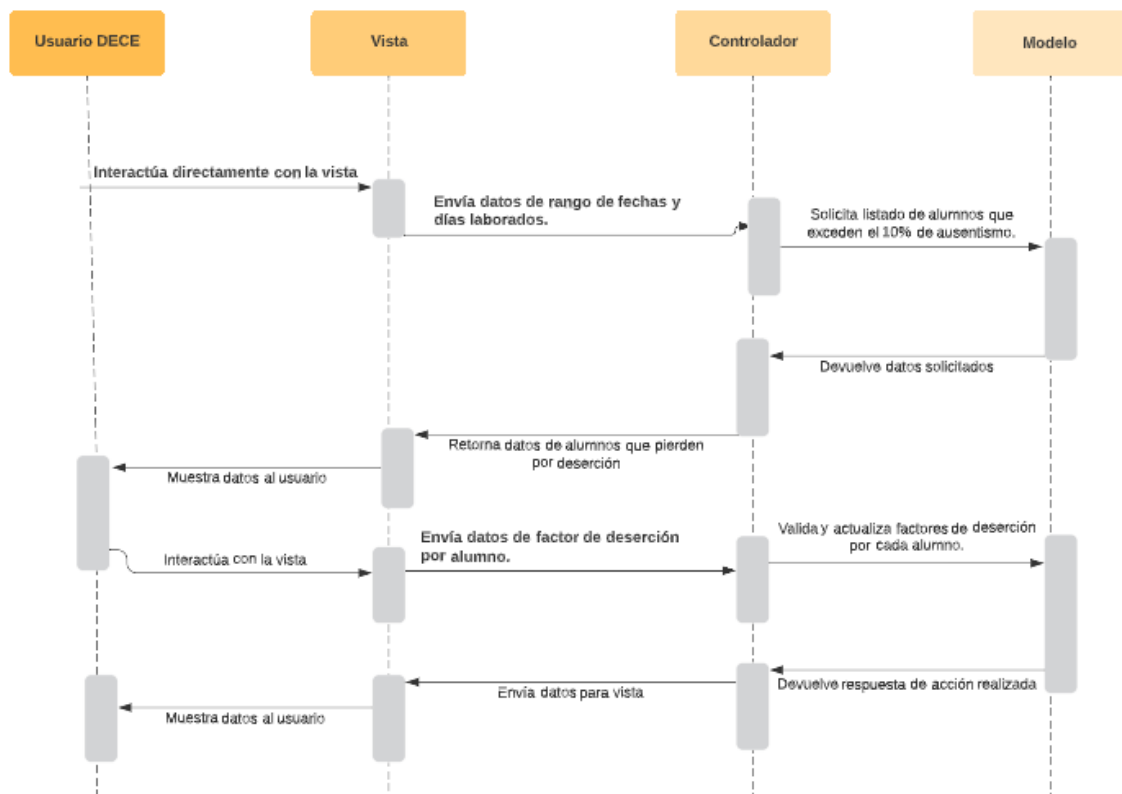 Usuario DECE
Vista
Controlador
Modelo
Interactúa directamente con la vista
Envía datos de rango de fechas y
días laborados.
Solicita listado de alumnos que
exceden el 10% de ausentismo.
Devuelve datos solicitados
Retorna datos de alumnos que pierden
por deserción
Muestra datos al usuario
Interactúa con la vista
Envía datos de factor de deserción
por alumno.
Valida y actualiza factores de deserción
por cada alumno.
Devuelve respuesta de acción realizada
Envía datos para vista
Muestra datos al usuario